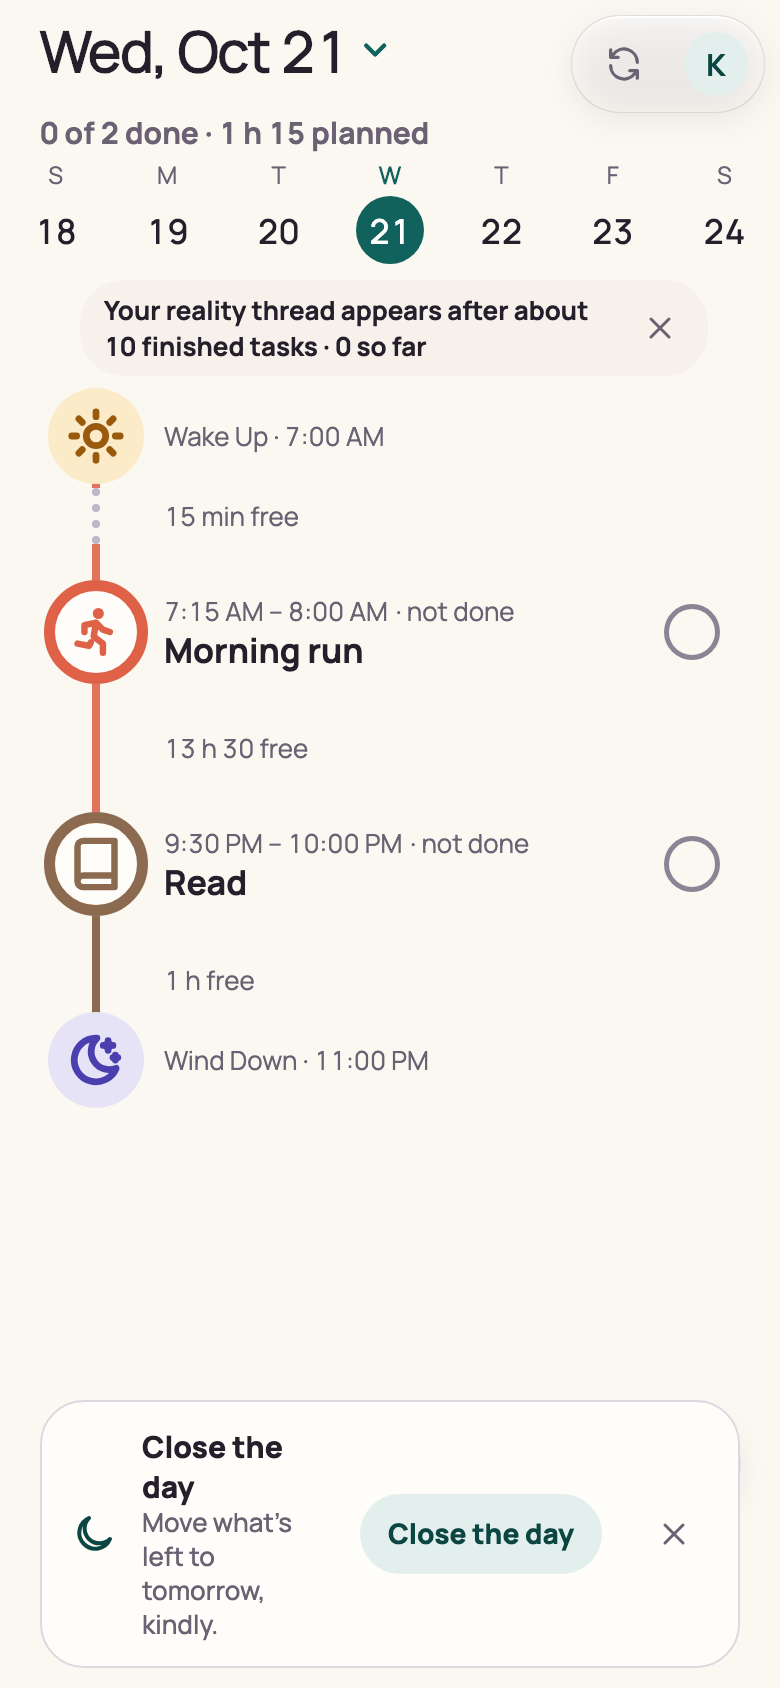 Wed, Oct 21
K
0 of 2 done · 1 h 15 planned
S M T W T F S
18 19 20 21 22 23 24
Your reality thread appears after about
10 finished tasks · 0 so far
Wake Up · 7:00 AM
15 min free
7:15 AM – 8:00 AM · not done
Morning run
13 h 30 free
9:30 PM – 10:00 PM · not done
Read
1 h free
Wind Down · 11:00 PM
Close the
day
Move what's
left to
tomorrow,
kindly.
Close the day